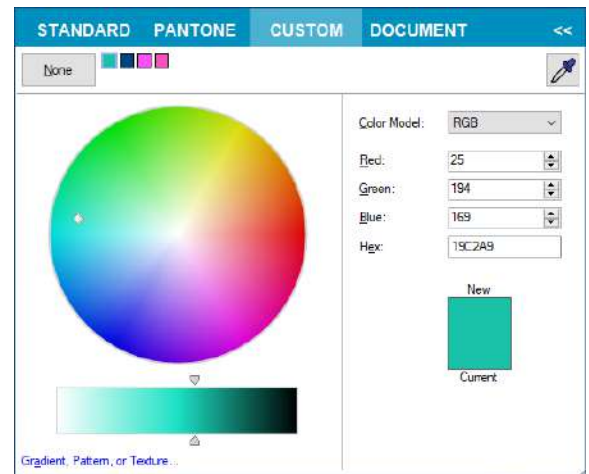 STANDARD PANTONE CUSTOM DOCUMENT <<
None
Color Model: RGB
Red: 25
Green: 194
Blue: 169
Hex: 19C2A9
New
Current
Gradient, Pattern, or Texture...